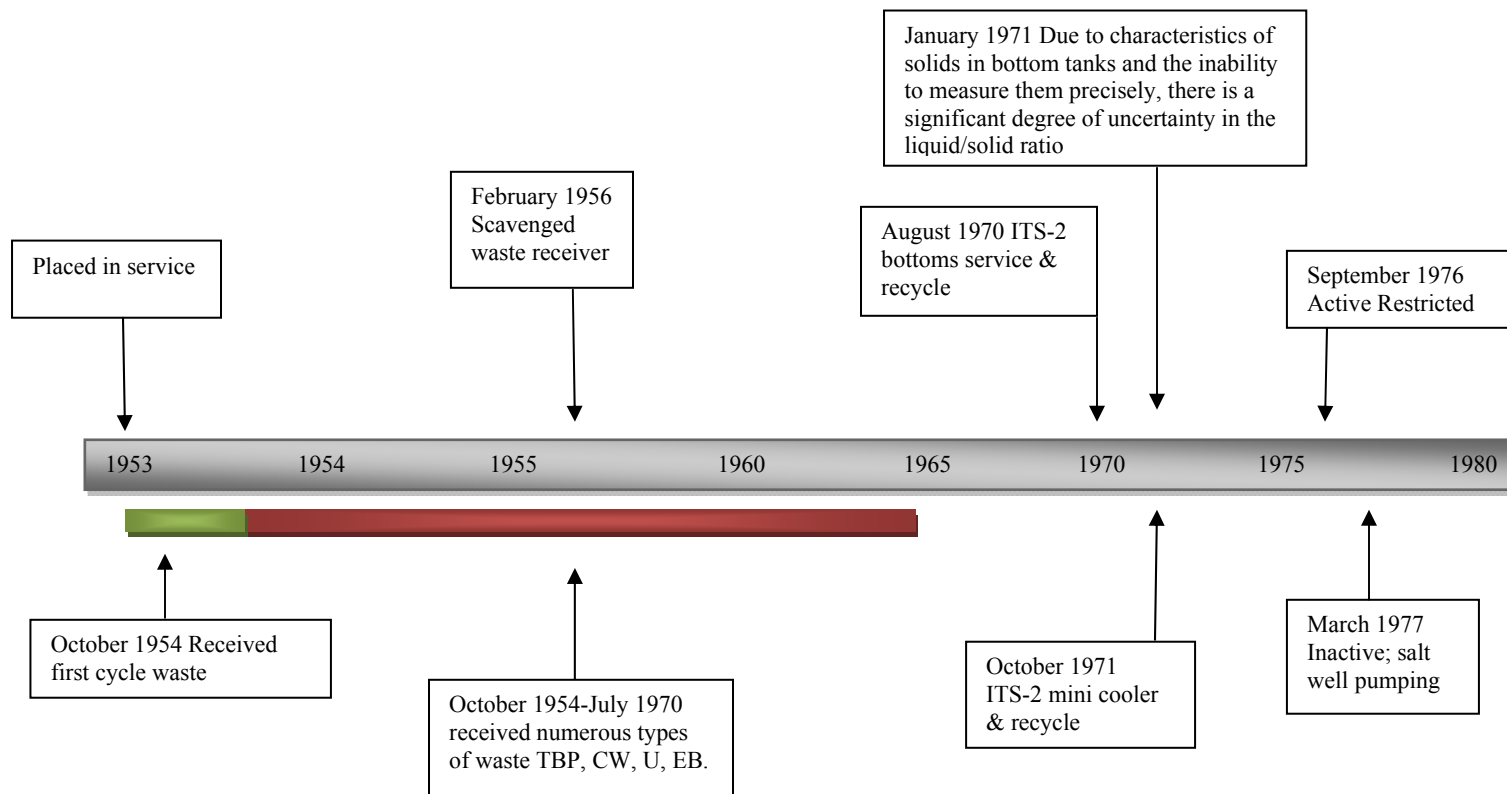 January 1971 Due to characteristics of
solids in bottom tanks and the inability
to measure them precisely, there is a
significant degree of uncertainty in the
liquid/solid ratio
February 1956
Scavenged
waste receiver
August 1970 ITS-2
bottoms service &
recycle
Placed in service
September 1976
Active Restricted
1953 1954 1955 1960 1965 1970 1975 1980
October 1954 Received
first cycle waste
October 1954-July 1970
received numerous types
of waste TBP, CW, U, EB.
October 1971
ITS-2 mini cooler
& recycle
March 1977
Inactive; salt
well pumping